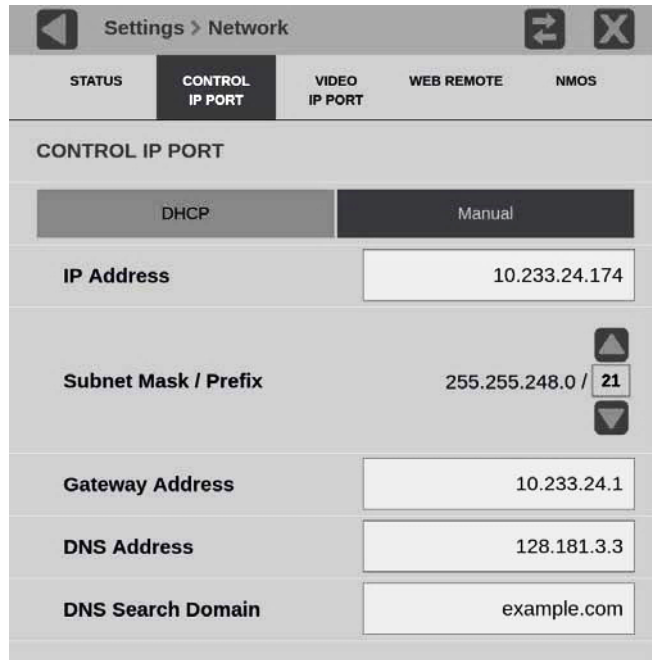 Settings > Network
STATUS
CONTROL
IP PORT
VIDEO
IP PORT
WEB REMOTE
NMOS
CONTROL IP PORT
DHCP
Manual
IP Address
10.233.24.174
Subnet Mask / Prefix
255.255.248.0 / 21
Gateway Address
10.233.24.1
DNS Address
128.181.3.3
DNS Search Domain
example.com